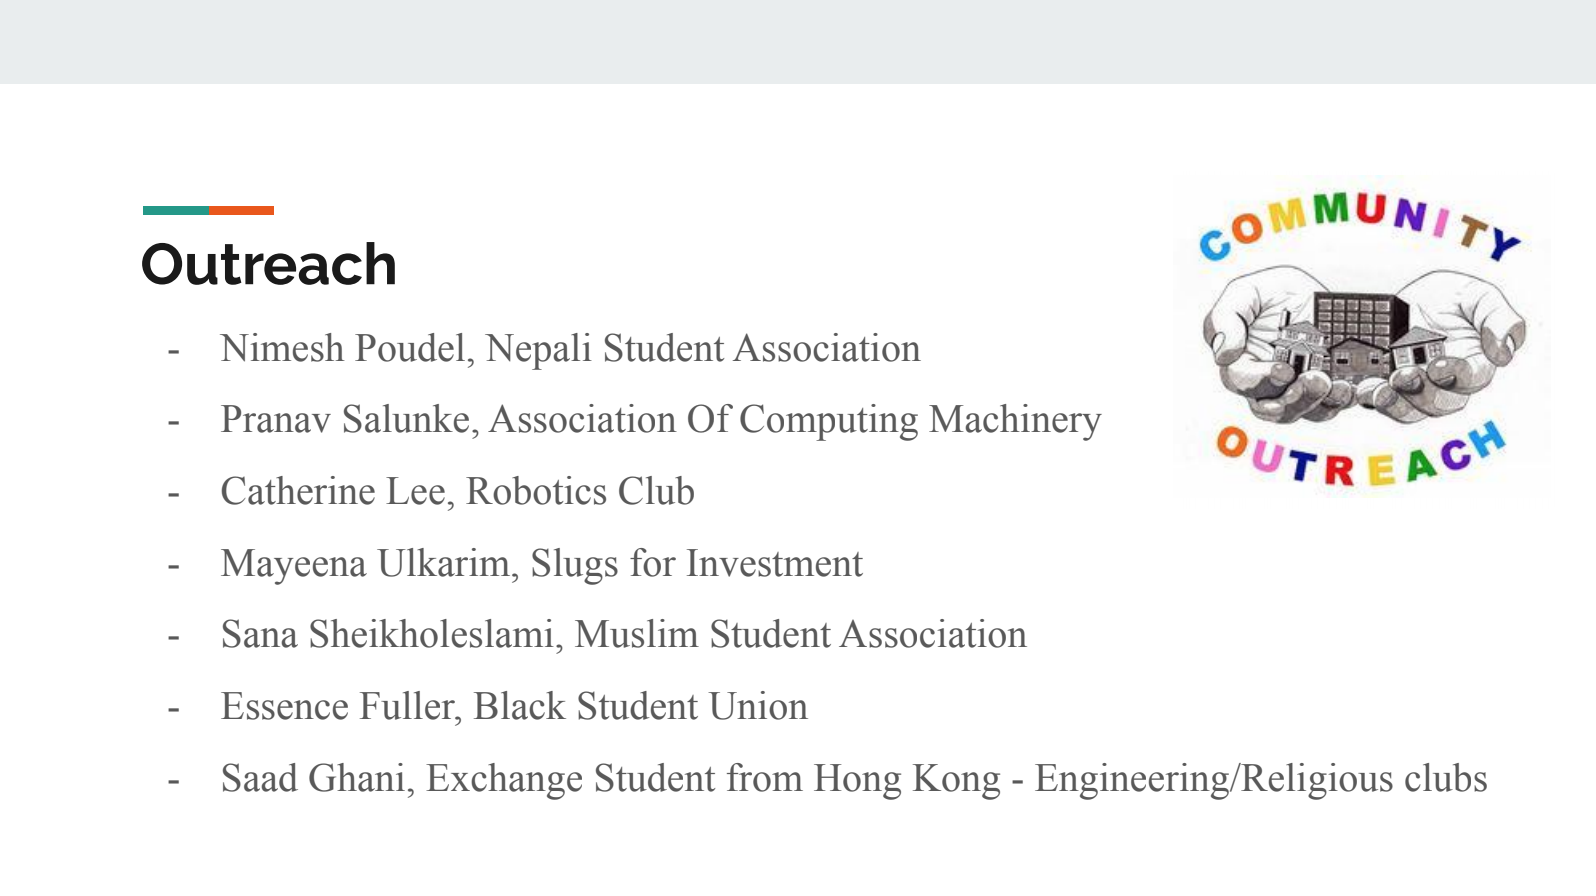 COMMUNITY
OUTREACH
Outreach
- Nimesh Poudel, Nepali Student Association
- Pranav Salunke, Association Of Computing Machinery
- Catherine Lee, Robotics Club
- Mayeena Ulkarim, Slugs for Investment
- Sana Sheikholeslami, Muslim Student Association
- Essence Fuller, Black Student Union
- Saad Ghani, Exchange Student from Hong Kong - Engineering/Religious clubs